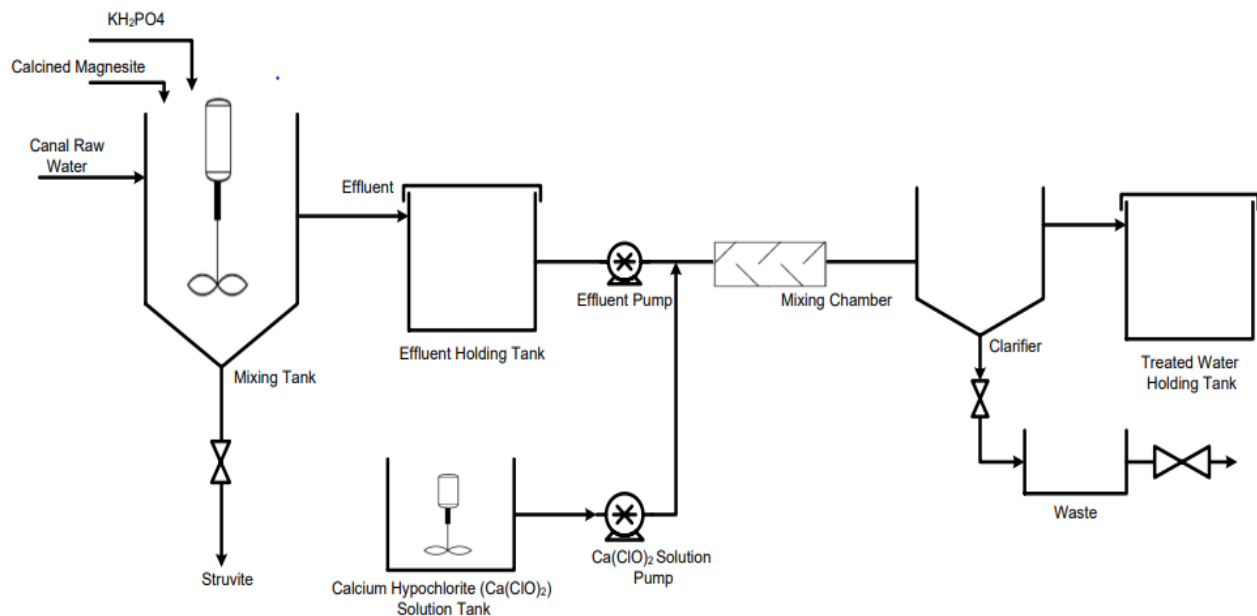 KH₂PO4
Calcined Magnesite
Canal Raw
Water
Effluent
Effluent Pump
Mixing Chamber
Effluent Holding Tank
Clarifier
Treated Water
Holding Tank
Mixing Tank
Waste
Struvite
Ca(ClO)₂ Solution
Pump
Calcium Hypochlorite (Ca(ClO)₂)
Solution Tank